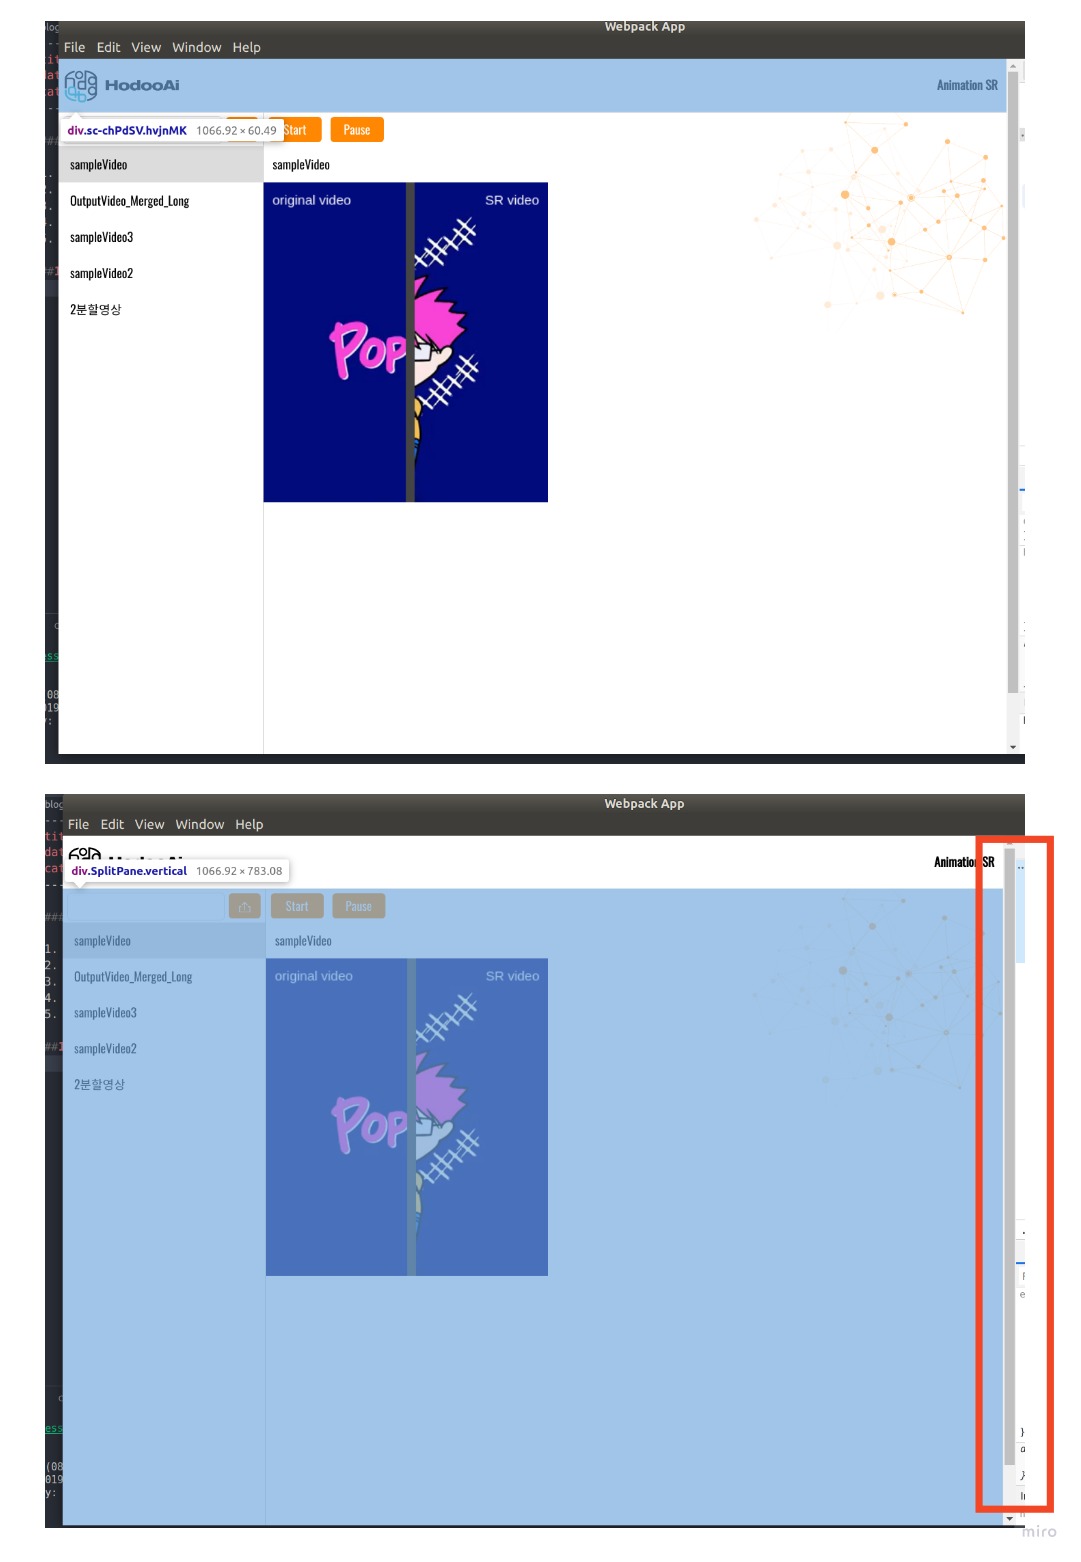 Webpack App
File Edit View Window Help
HodooAi
Animation SR
div.sc-chPdSV.hvjnMK 1066.92 × 60.49
Start Pause
sampleVideo
sampleVideo
OutputVideo_Merged_Long
sampleVideo3
sampleVideo2
2분할영상
original video SR video
POP
Webpack App
File Edit View Window Help
Animation SR
div.SplitPane.vertical 1066.92 × 783.08
Start Pause
sampleVideo
sampleVideo
OutputVideo_Merged_Long
sampleVideo3
sampleVideo2
2분할영상
original video SR video
POP
miro